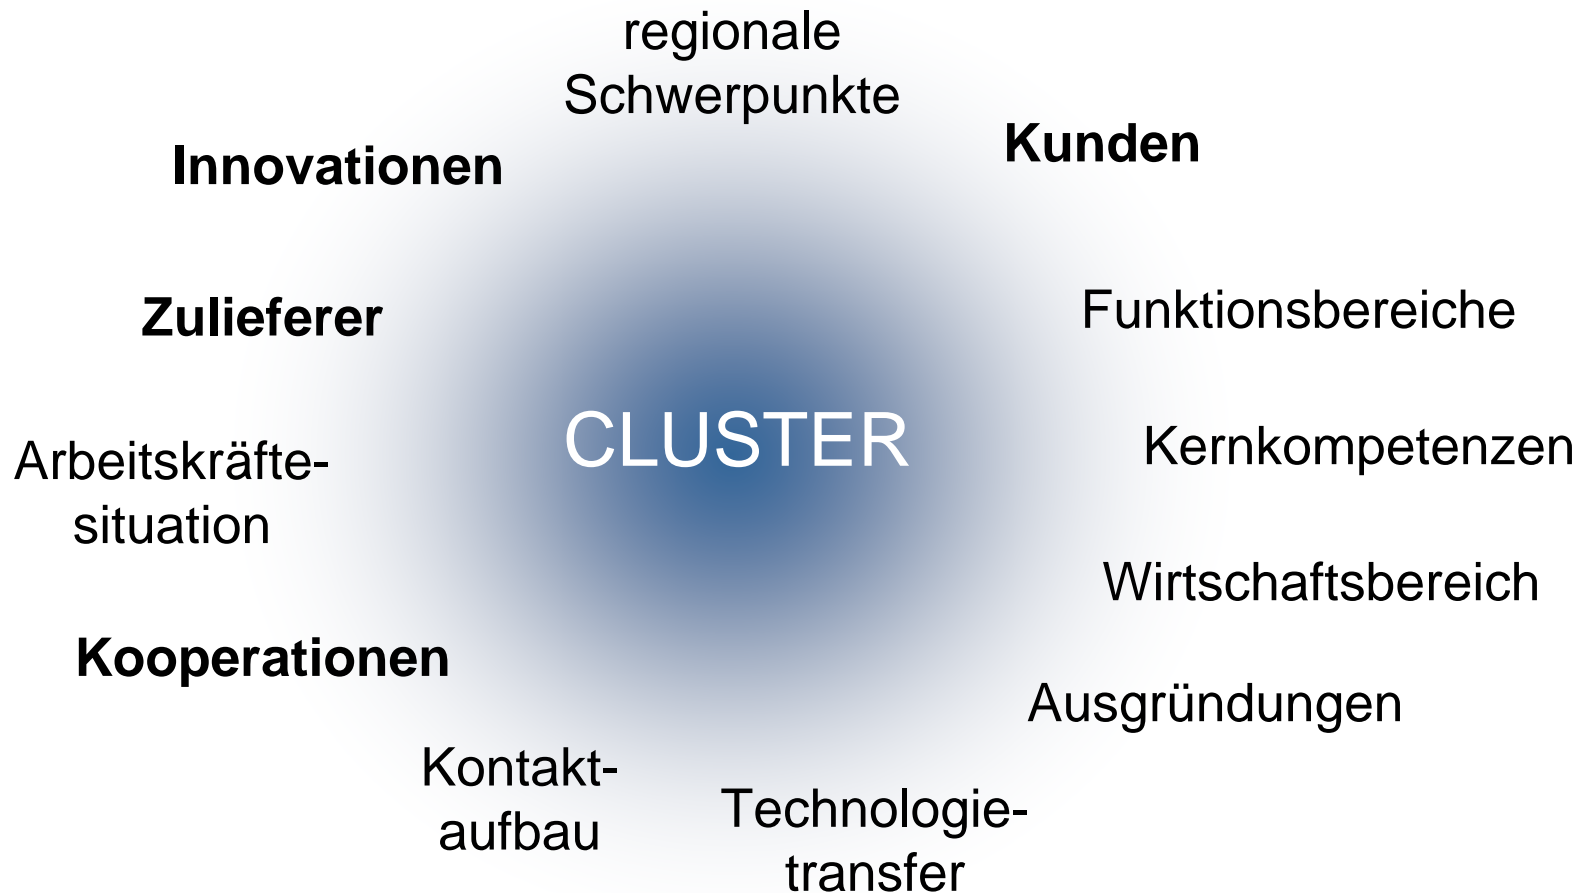 regionale
Schwerpunkte
Kunden
Innovationen
Funktionsbereiche
Zulieferer
CLUSTER
Kernkompetenzen
Arbeitskräfte-
situation
Wirtschaftsbereich
Kooperationen
Ausgründungen
Kontakt-
aufbau
Technologie-
transfer